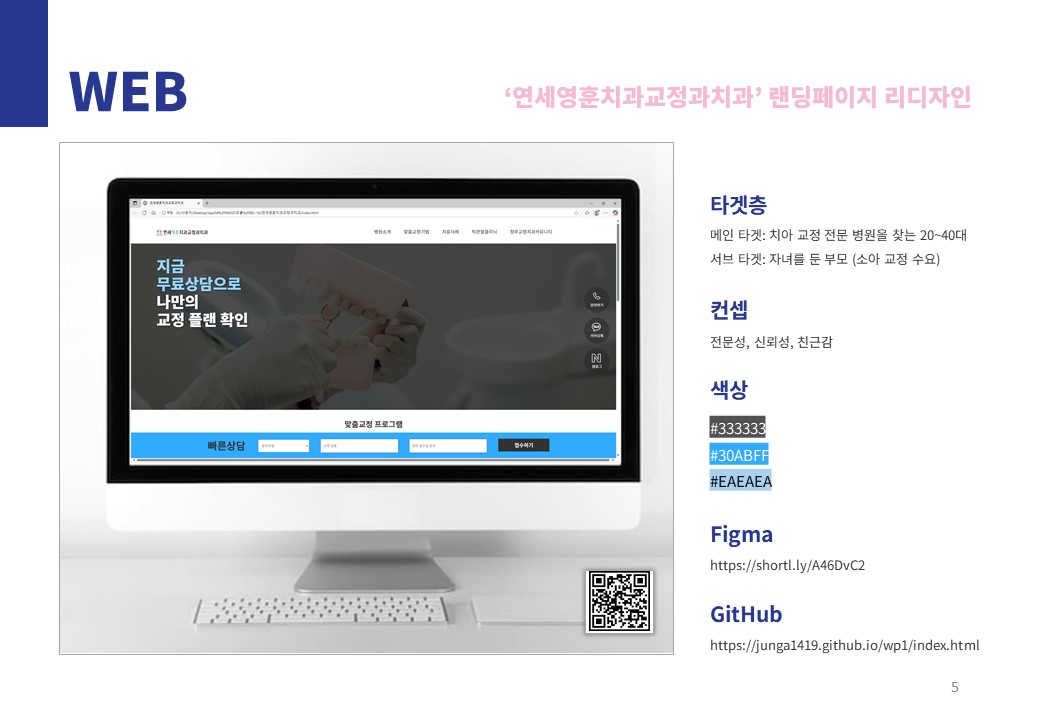 WEB
‘연세영훈치과교정과치과’ 랜딩페이지 리디자인
연세영훈치과교정과치과
병원소개 맞춤교정기법 치료사례 덕관얼클리닉 청주교정치과커뮤니티
지금
무료상담으로
나만의
교정 플랜 확인
블로그
맞춤교정 프로그램
빠른상담
접수하기
타겟층
메인 타겟: 치아 교정 전문 병원을 찾는 20~40대
서브 타겟: 자녀를 둔 부모 (소아 교정 수요)
컨셉
전문성, 신뢰성, 친근감
색상
#333333
#30ABFF
#EAEAEA
Figma
https://shortl.ly/A46DvC2
GitHub
https://junga1419.github.io/wp1/index.html
5